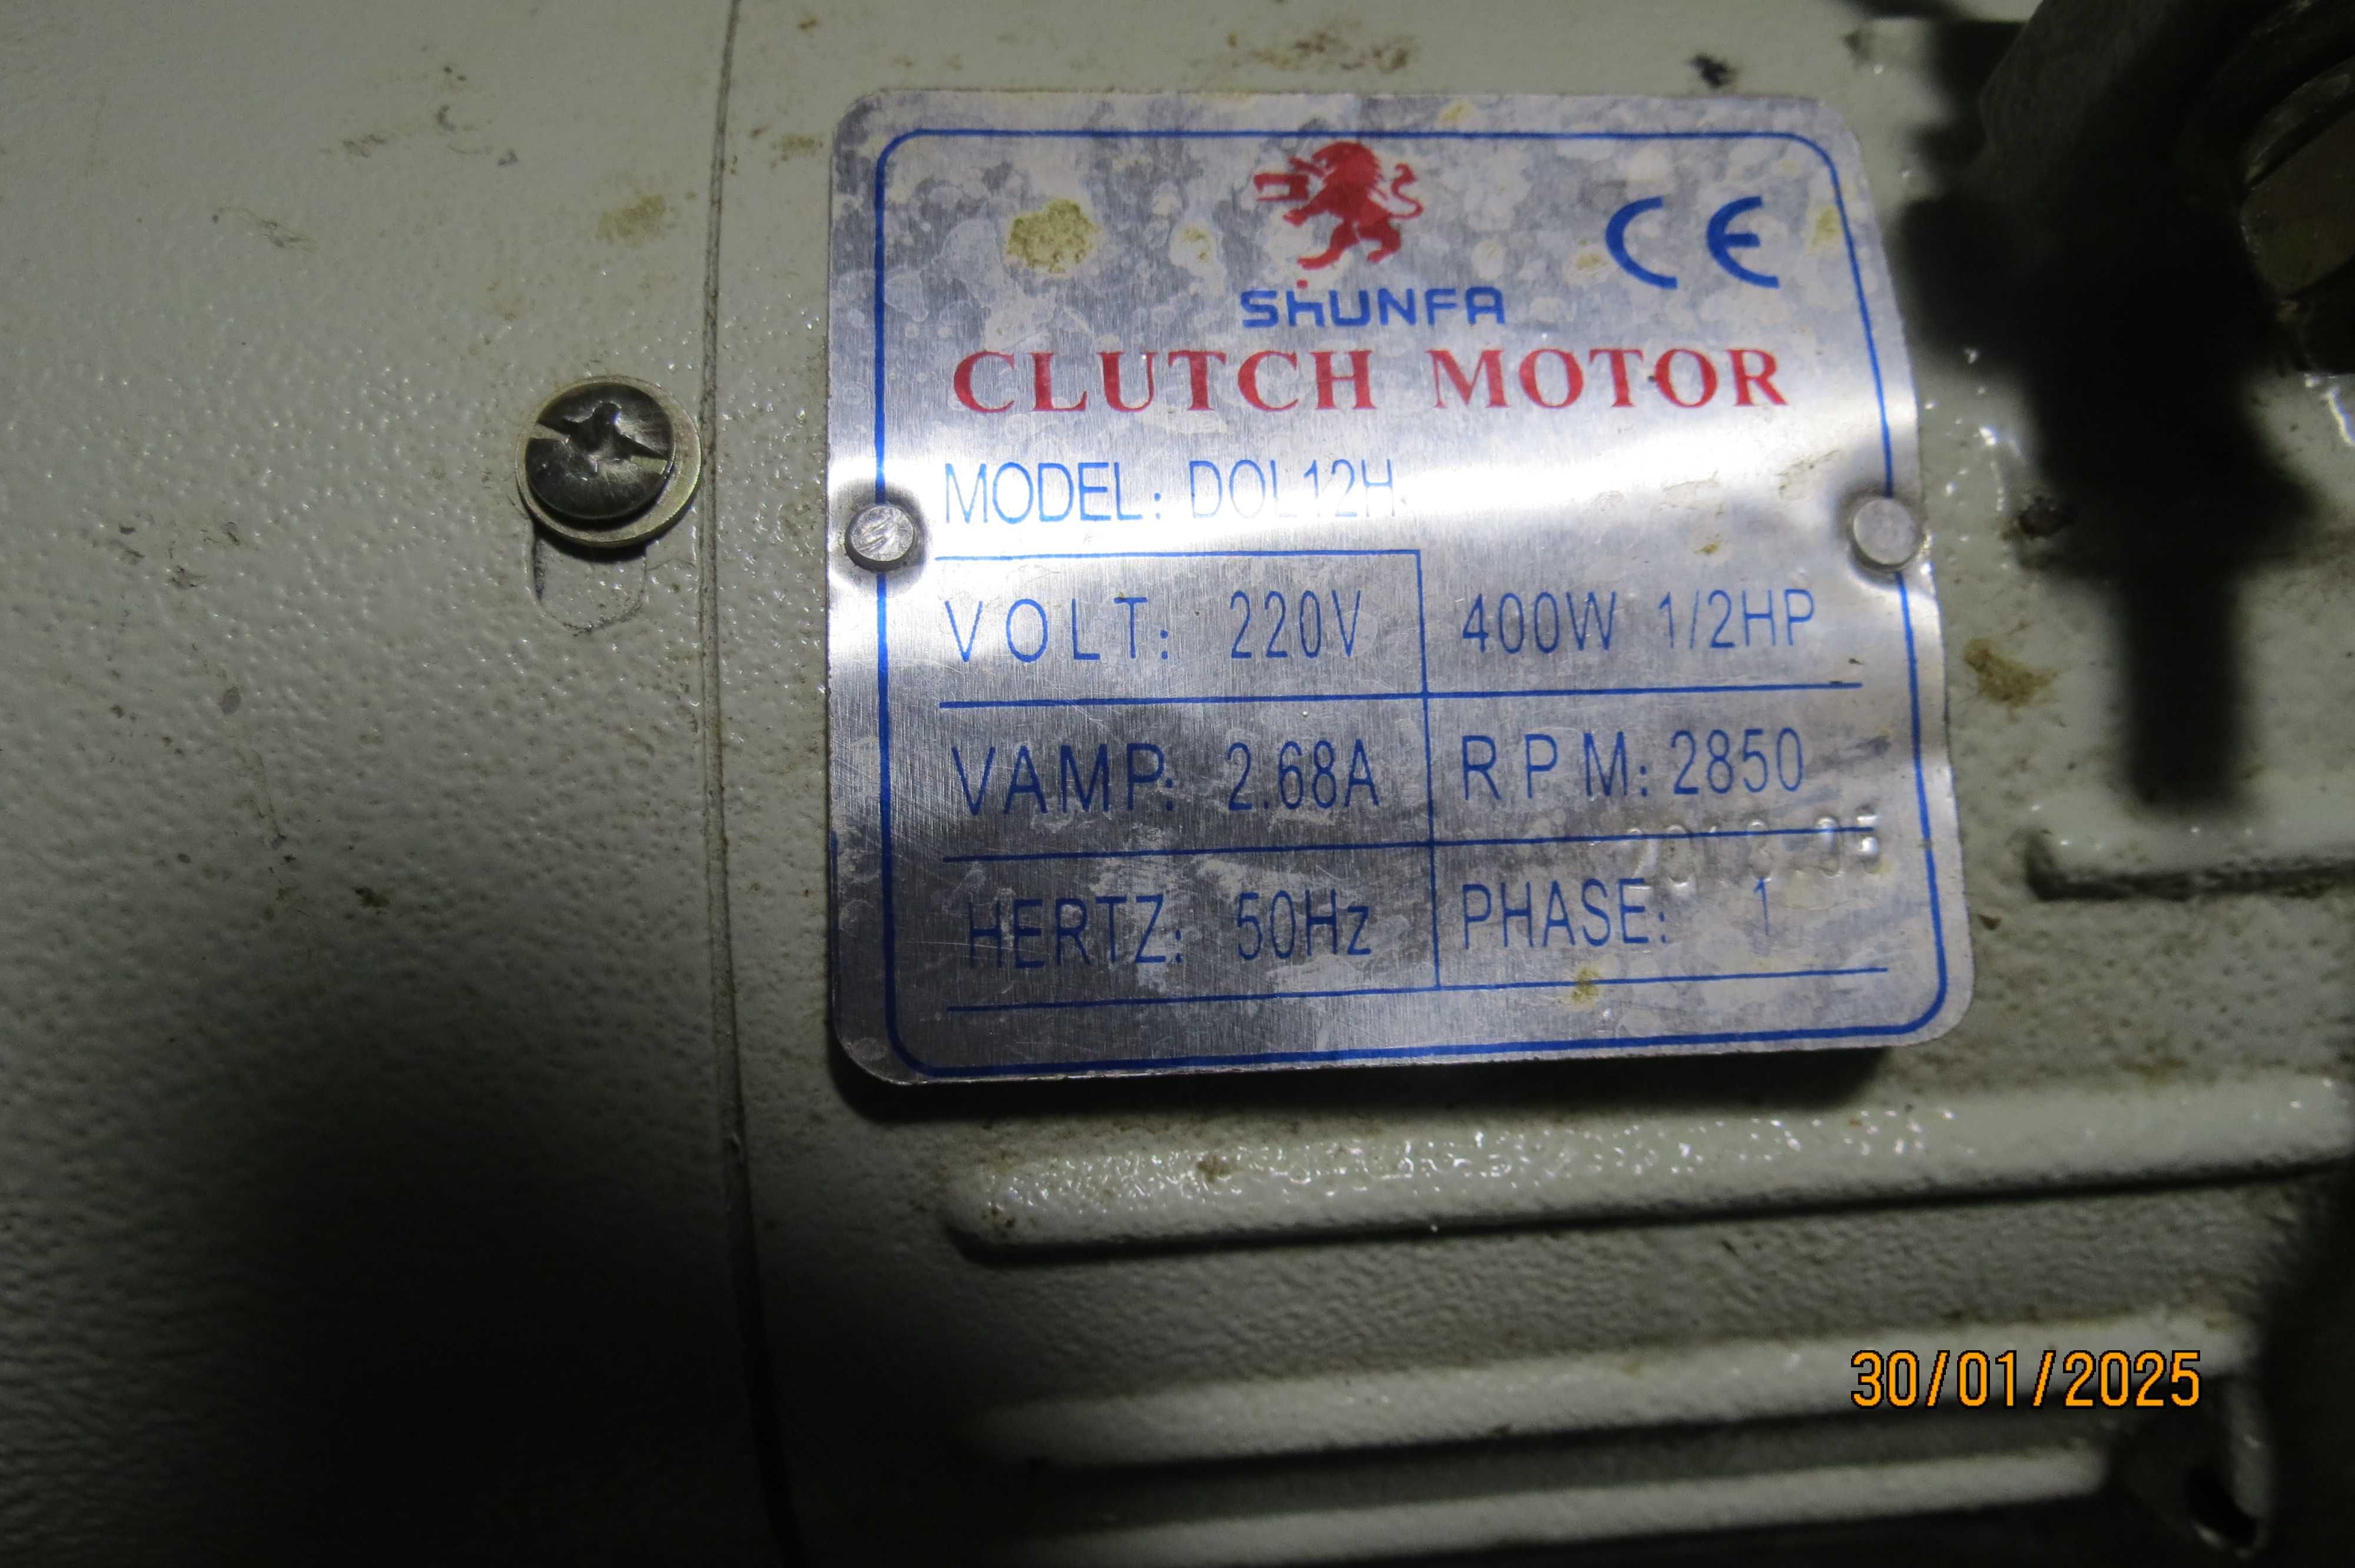 CE
SHUNFA
CLUTCH MOTOR
MODEL: DOL12H
VOLT: 220V 400W 1/2HP
VAMP: 2.68A RPM: 2850
HERTZ: 50Hz PHASE: 1
30/01/2025